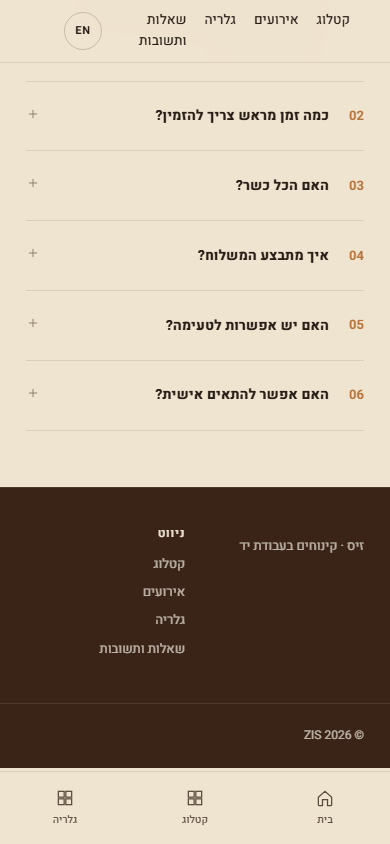 קטלוג
אירועים
גלריה
שאלות
ותשובות
EN
02 כמה זמן מראש צריך להזמין? +
03 האם הכל כשר? +
04 איך מתבצע המשלוח? +
05 האם יש אפשרות לטעימה? +
06 האם אפשר להתאים אישית? +
זיס · קינוחים בעבודת יד
ניווט
קטלוג
אירועים
גלריה
שאלות ותשובות
© 2026 ZIS
בית
קטלוג
גלריה